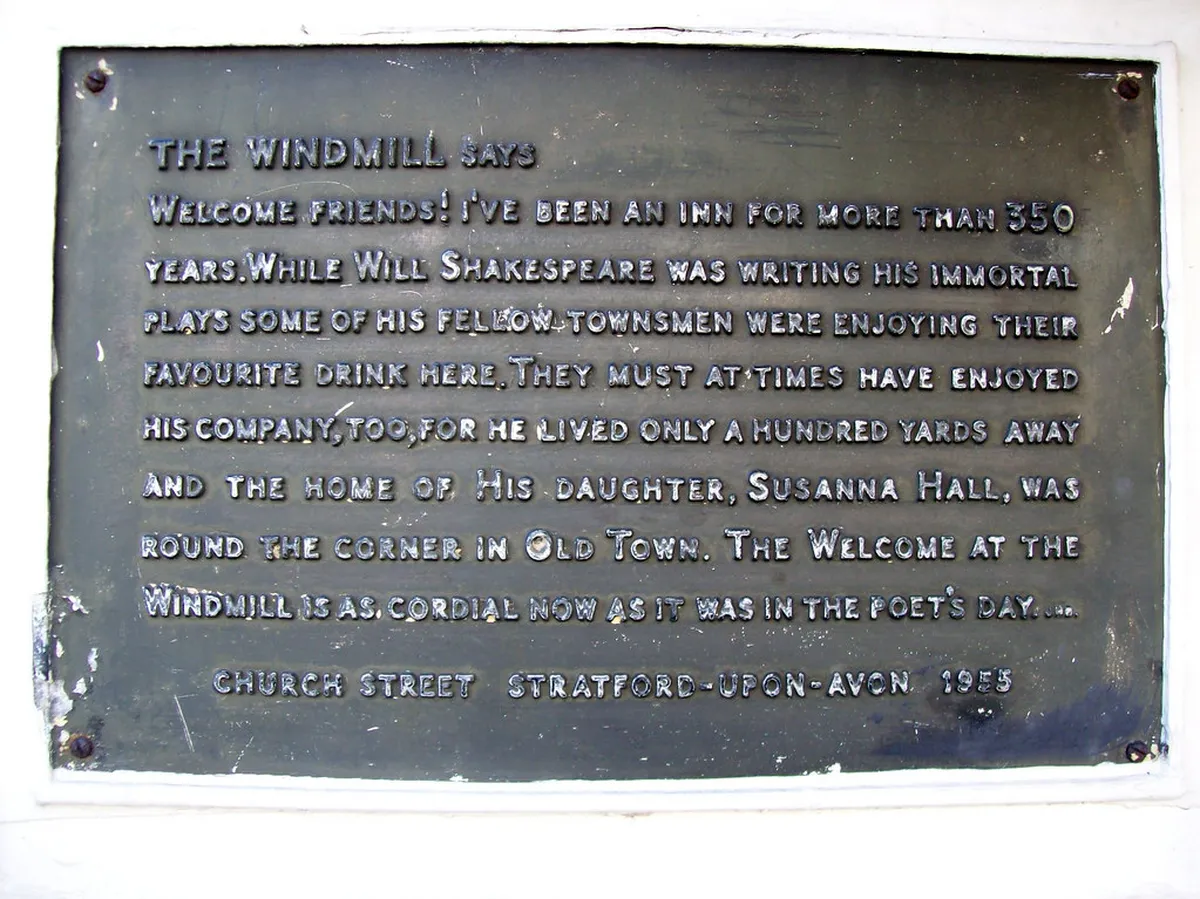 THE WINDMILL SAYS
WELCOME FRIENDS! I'VE BEEN AN INN FOR MORE THAN 350
YEARS. WHILE WILL SHAKESPEARE WAS WRITING HIS IMMORTAL
PLAYS SOME OF HIS FELLOW-TOWNSMEN WERE ENJOYING THEIR
FAVOURITE DRINK HERE. THEY MUST AT TIMES HAVE ENJOYED
HIS COMPANY, TOO, FOR HE LIVED ONLY A HUNDRED YARDS AWAY
AND THE HOME OF HIS DAUGHTER, SUSANNA HALL, WAS
ROUND THE CORNER IN OLD TOWN. THE WELCOME AT THE
WINDMILL IS AS CORDIAL NOW AS IT WAS IN THE POET'S DAY.
CHURCH STREET STRATFORD-UPON-AVON 1955